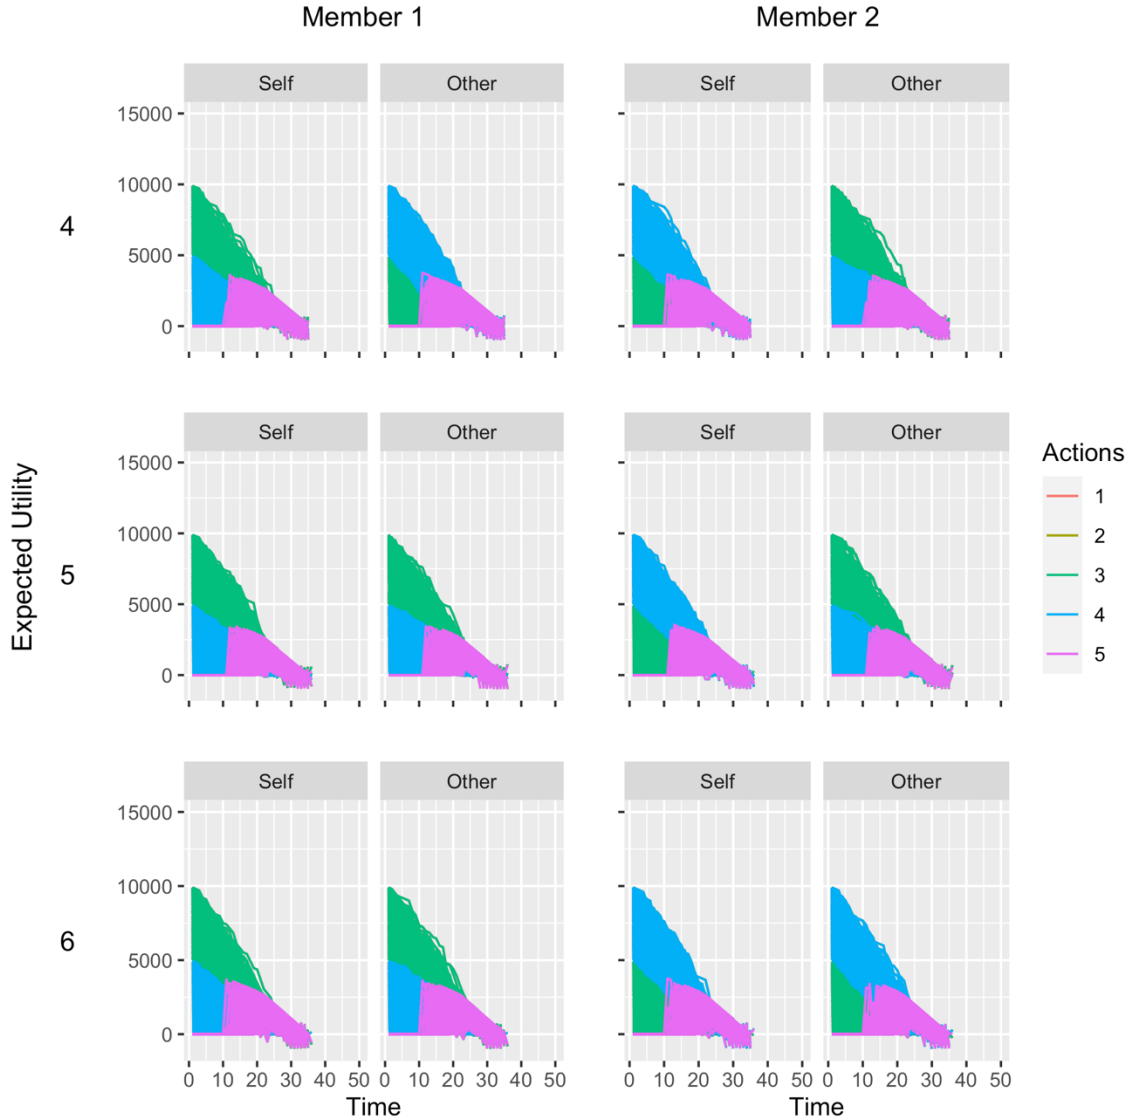 Member 1 Member 2
4
Self Other Self Other
15000
10000
5000
0
5
Self Other Self Other
15000
10000
5000
0
6
Self Other Self Other
15000
10000
5000
0
0 10 20 30 40 50 0 10 20 30 40 50 0 10 20 30 40 50 0 10 20 30 40 50
Time Time
Expected Utility
Actions
1
2
3
4
5